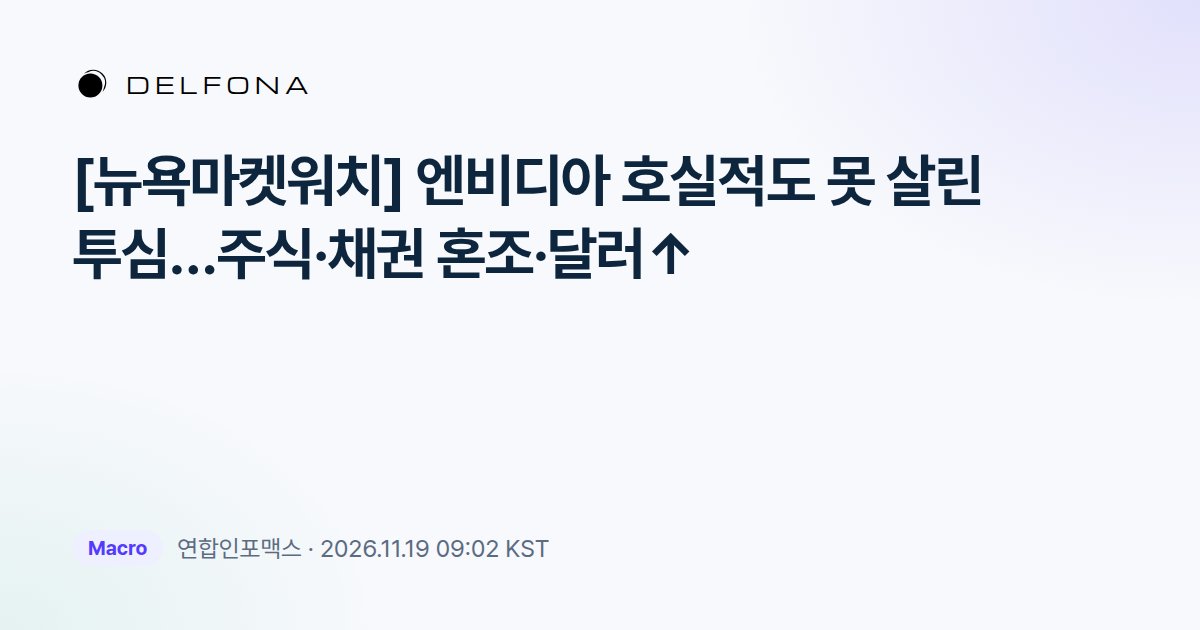 DELFONA
[뉴욕마켓워치] 엔비디아 호실적도 못 살린
투심…주식·채권 혼조·달러↑
Macro 연합인포맥스 · 2026.11.19 09:02 KST